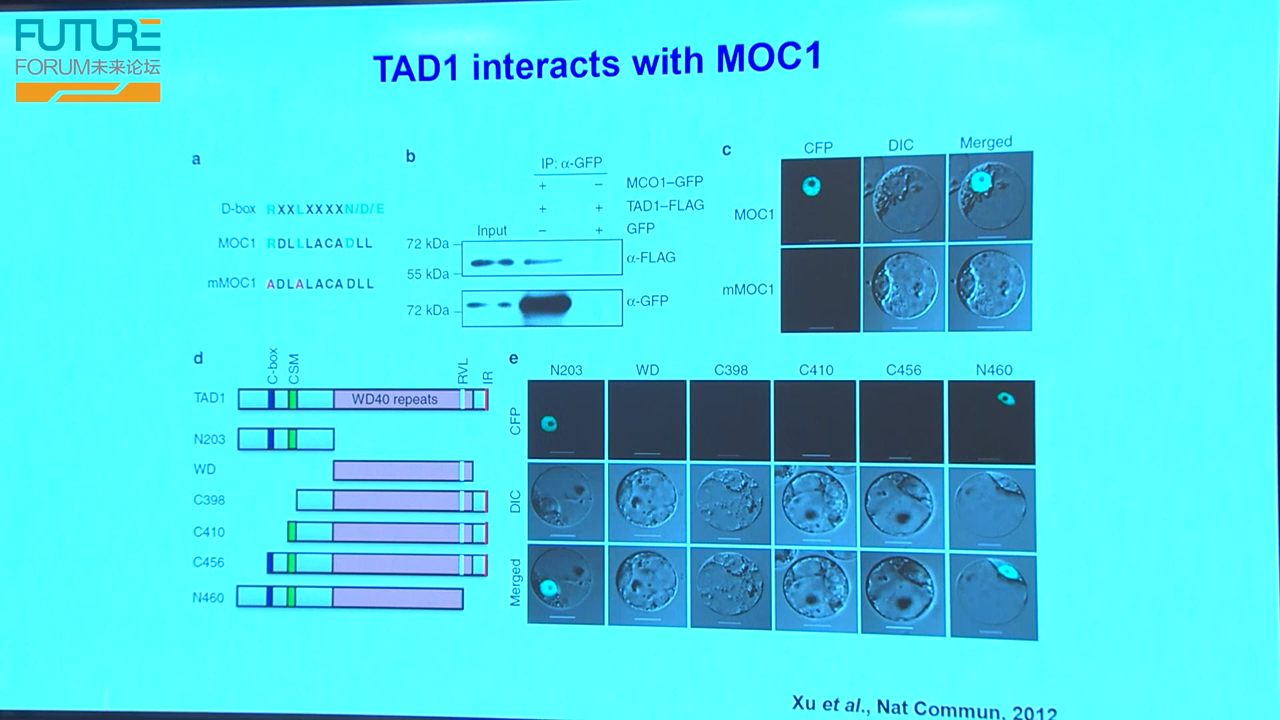 FUTURE
FORUM未来论坛
TAD1 interacts with MOC1
a
D-box RXXLXXXXN/D/E
MOC1 RDLLLACADLL
mMOC1 ADLALACADLL
b
IP: α-GFP
+ − MCO1–GFP
+ + TAD1–FLAG
Input − + GFP
72 kDa
α-FLAG
55 kDa
α-GFP
72 kDa
c
CFP DIC Merged
MOC1
mMOC1
d
C-box CSM RVL IR
TAD1 WD40 repeats
N203
WD
C398
C410
C456
N460
e
N203 WD C398 C410 C456 N460
CFP
DIC
Merged
Xu et al., Nat Commun, 2012